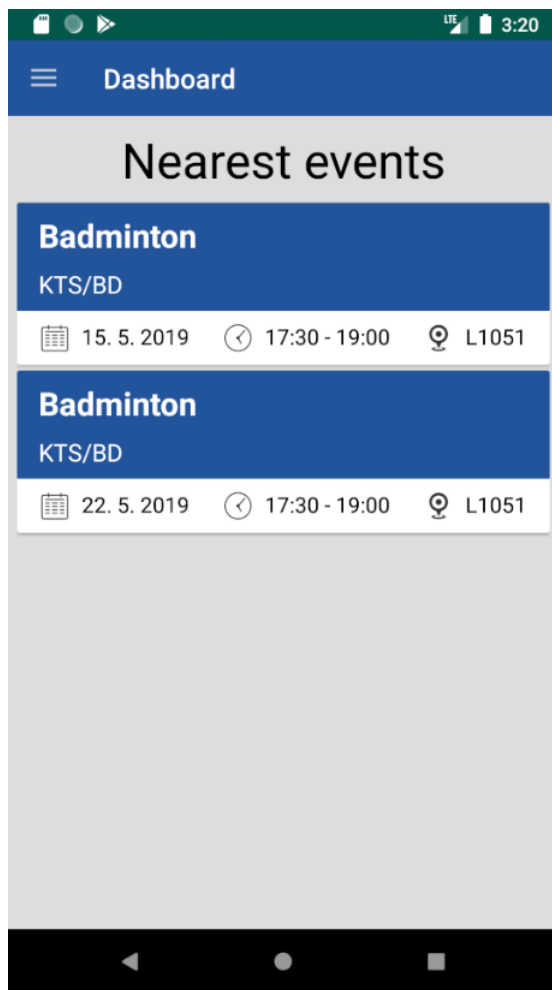 LTE 3:20
Dashboard
Nearest events
Badminton
KTS/BD
15. 5. 2019 17:30 - 19:00 L1051
Badminton
KTS/BD
22. 5. 2019 17:30 - 19:00 L1051